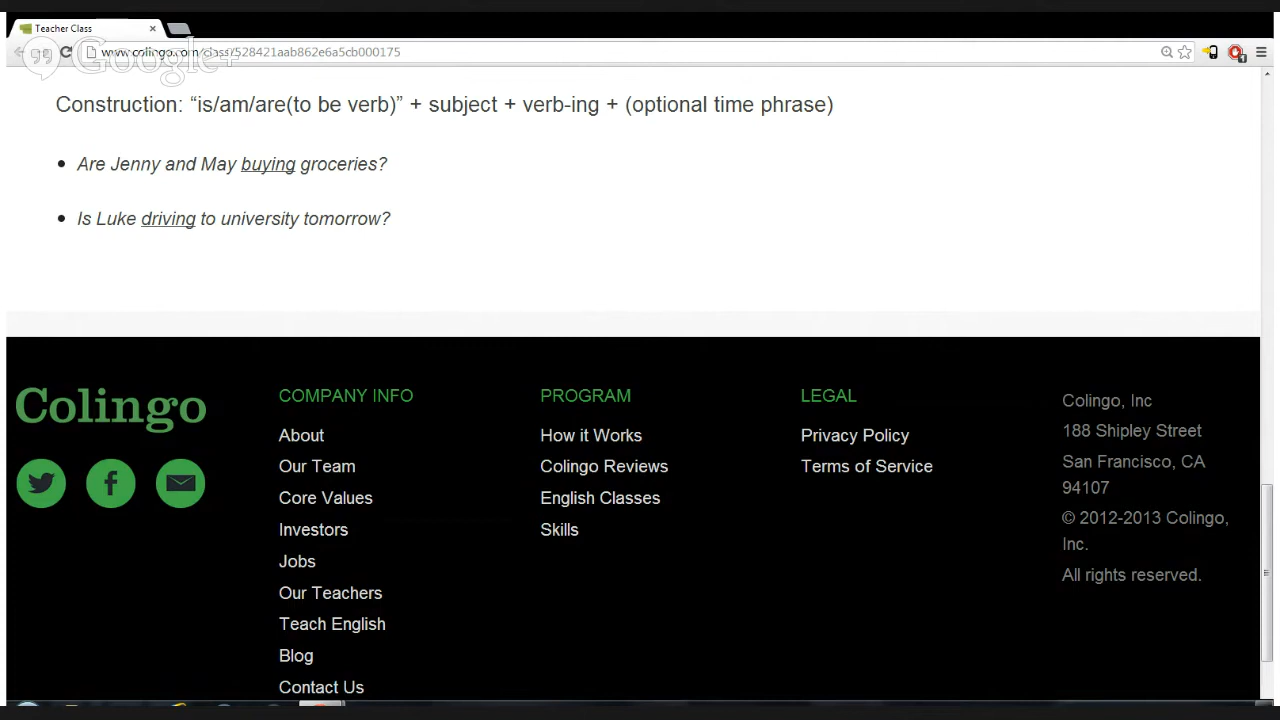 Teacher Class
www.colingo.com/class/528421aab862e6a5cb000175
Google+
Construction: “is/am/are(to be verb)” + subject + verb-ing + (optional time phrase)
Are Jenny and May buying groceries?
Is Luke driving to university tomorrow?
Colingo
COMPANY INFO
About
Our Team
Core Values
Investors
Jobs
Our Teachers
Teach English
Blog
Contact Us
PROGRAM
How it Works
Colingo Reviews
English Classes
Skills
LEGAL
Privacy Policy
Terms of Service
Colingo, Inc
188 Shipley Street
San Francisco, CA
94107
© 2012-2013 Colingo,
Inc.
All rights reserved.